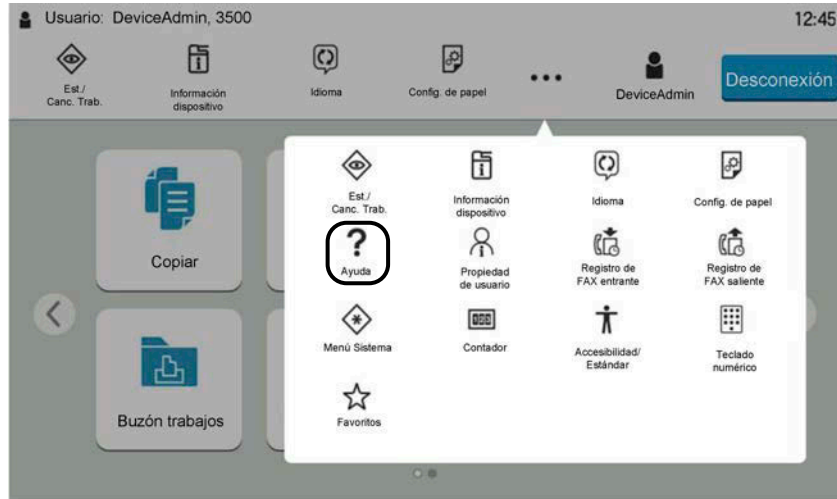 Usuario: DeviceAdmin, 3500
12:45
Est./
Canc. Trab.
Información
dispositivo
Idioma
Config. de papel
DeviceAdmin
Desconexión
Est./
Canc. Trab.
Información
dispositivo
Idioma
Config. de papel
?
Ayuda
Propiedad
de usuario
Registro de
FAX entrante
Registro de
FAX saliente
Menú Sistema
Contador
Accesibilidad/
Estándar
Teclado
numérico
Favoritos
Copiar
Buzón trabajos